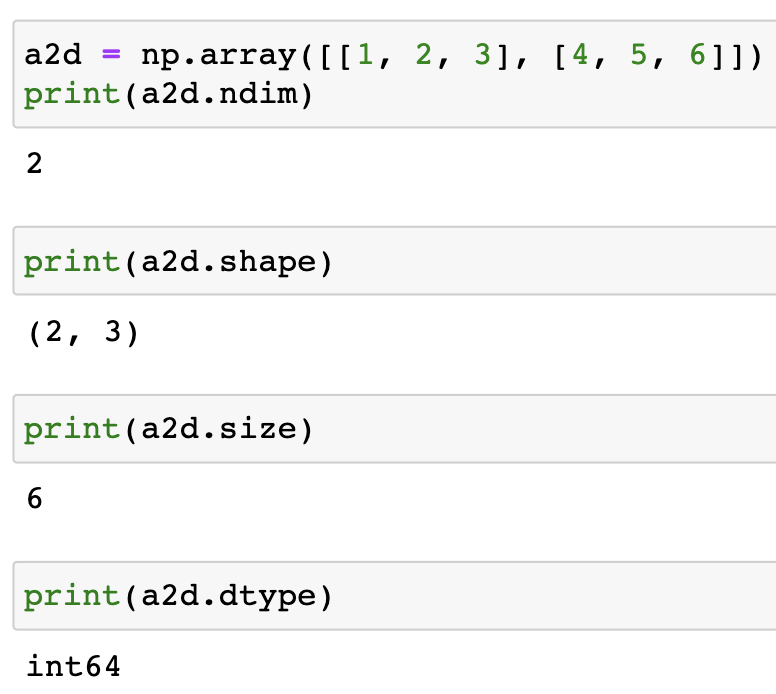 a2d = np.array([[1, 2, 3], [4, 5, 6]])
print(a2d.ndim)
2
print(a2d.shape)
(2, 3)
print(a2d.size)
6
print(a2d.dtype)
int64